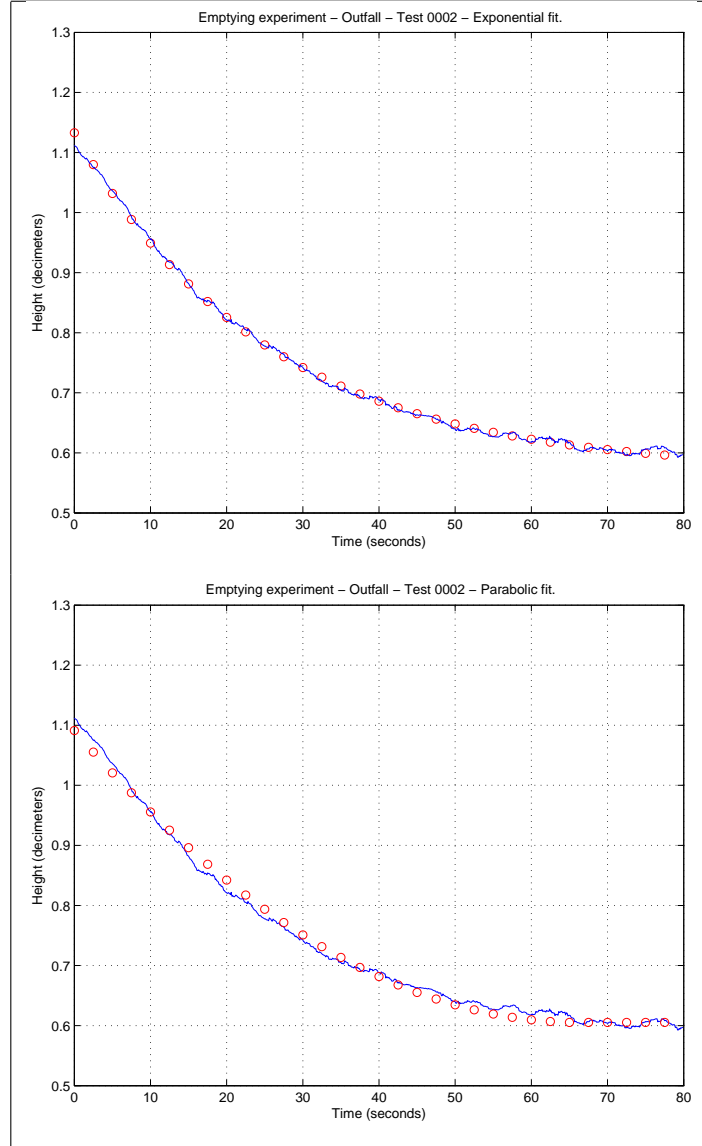 Emptying experiment – Outfall – Test 0002 – Exponential fit.
1.3
1.2
1.1
1
0.9
0.8
0.7
0.6
0.5
Height (decimeters)
0 10 20 30 40 50 60 70 80
Time (seconds)
Emptying experiment – Outfall – Test 0002 – Parabolic fit.
1.3
1.2
1.1
1
0.9
0.8
0.7
0.6
0.5
Height (decimeters)
0 10 20 30 40 50 60 70 80
Time (seconds)